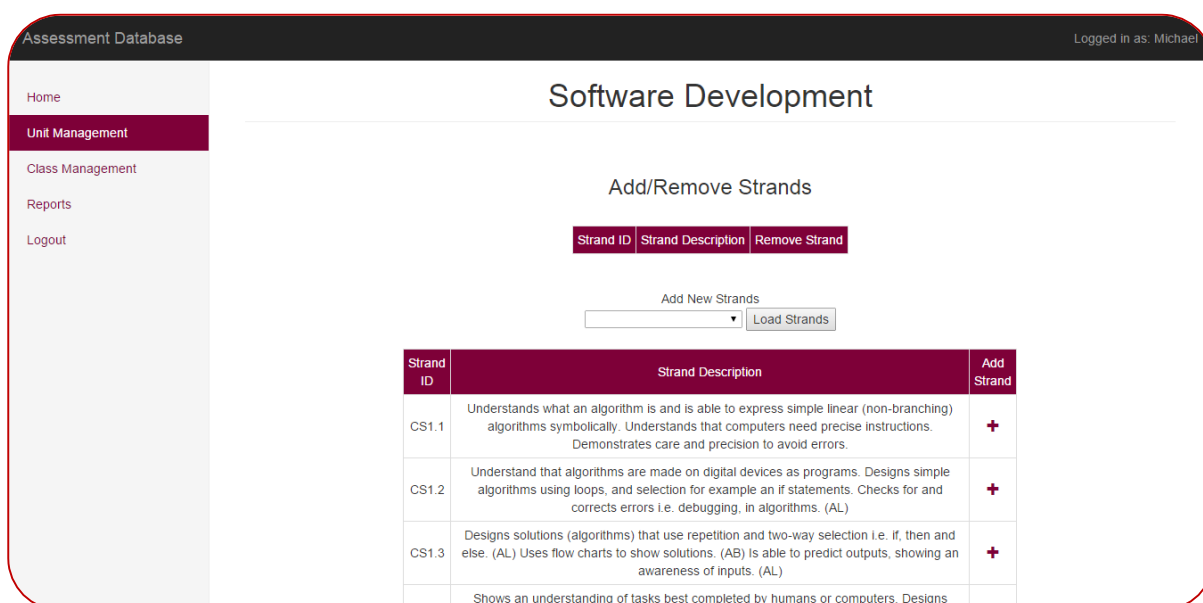 Assessment Database
Logged in as: Michael
Home
Unit Management
Class Management
Reports
Logout
Software Development
Add/Remove Strands
Strand ID Strand Description Remove Strand
Add New Strands
Load Strands
Strand
ID
Strand Description
Add
Strand
CS1.1
Understands what an algorithm is and is able to express simple linear (non-branching)
algorithms symbolically. Understands that computers need precise instructions.
Demonstrates care and precision to avoid errors.
CS1.2
Understand that algorithms are made on digital devices as programs. Designs simple
algorithms using loops, and selection for example an if statements. Checks for and
corrects errors i.e. debugging, in algorithms. (AL)
CS1.3
Designs solutions (algorithms) that use repetition and two-way selection i.e. if, then and
else. (AL) Uses flow charts to show solutions. (AB) Is able to predict outputs, showing an
awareness of inputs. (AL)
Shows an understanding of tasks best completed by humans or computers. Designs